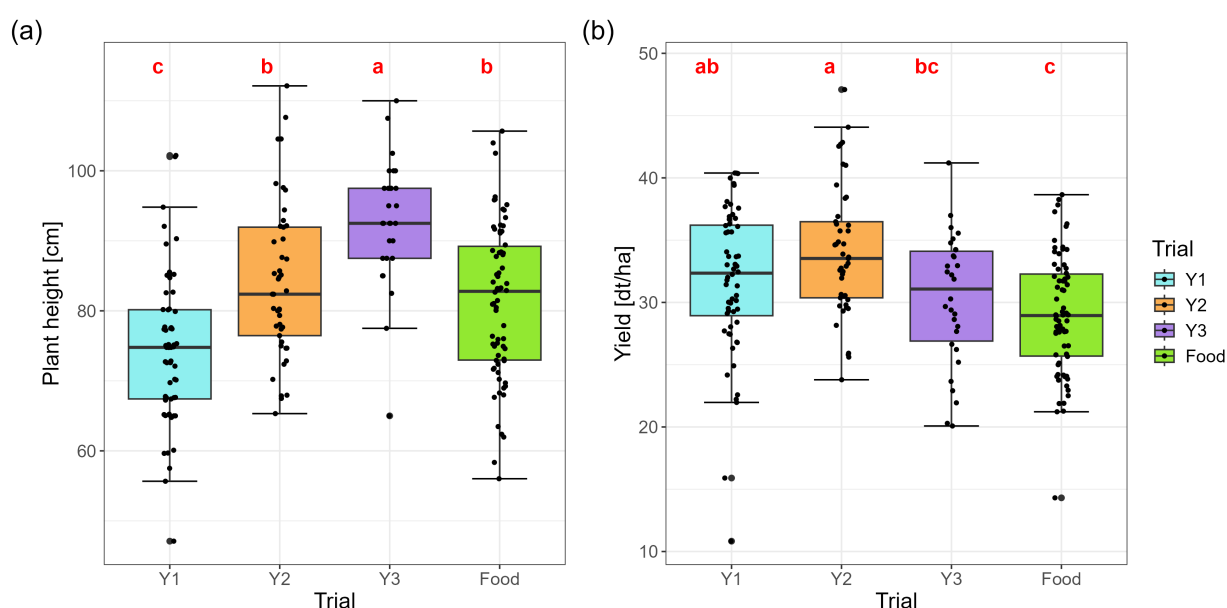 (a)
c b a b
Plant height [cm]
100
80
60
Y1 Y2 Y3 Food
Trial
(b)
ab a bc c
Yield [dt/ha]
50
40
30
20
10
Y1 Y2 Y3 Food
Trial
Trial
Y1
Y2
Y3
Food